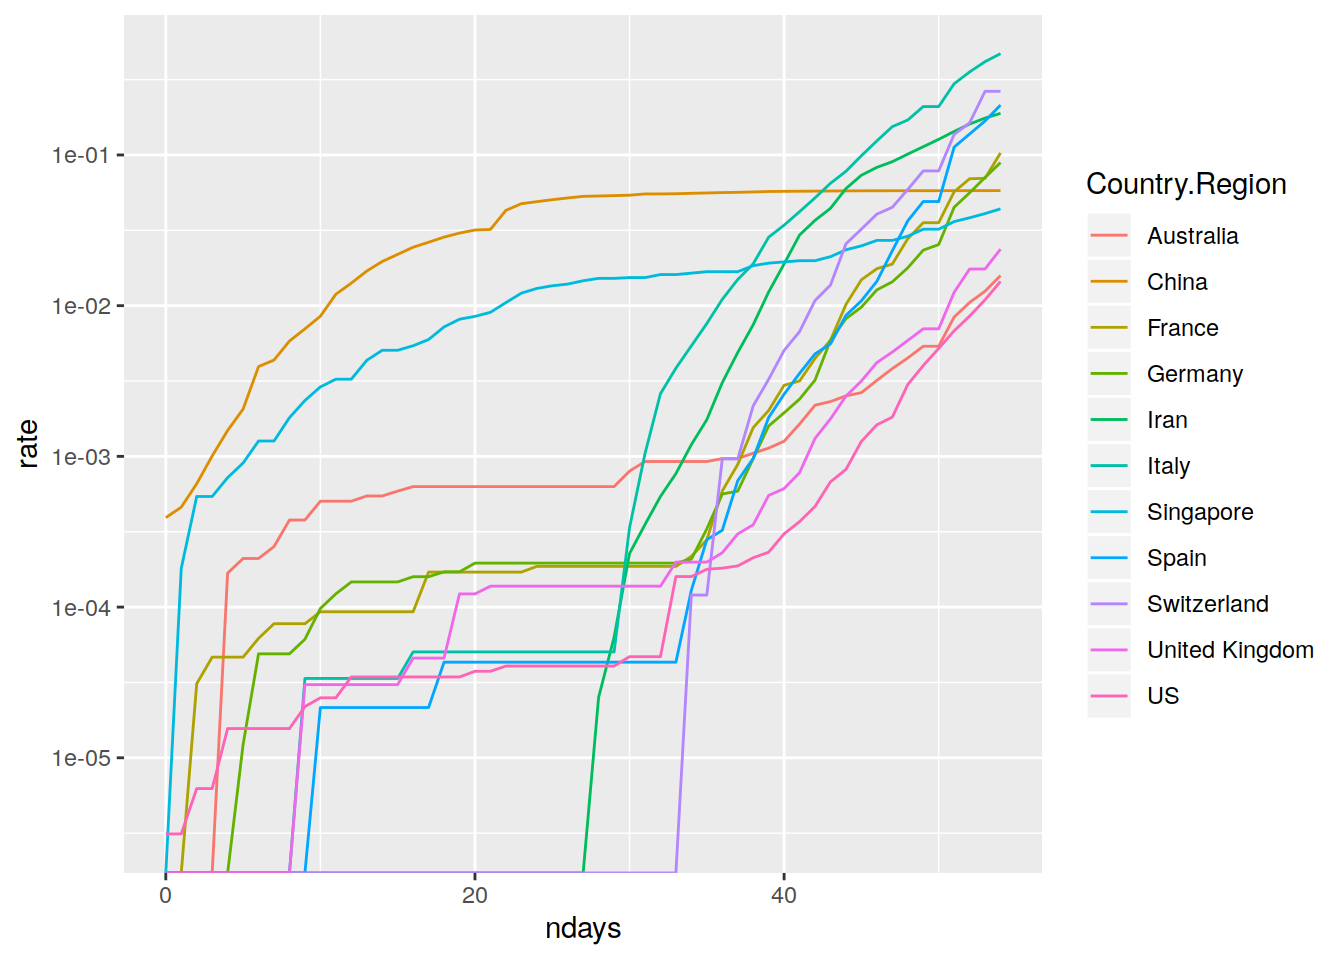 1e-01
1e-02
1e-03
1e-04
1e-05
rate
0 20 40
ndays
Country.Region
Australia
China
France
Germany
Iran
Italy
Singapore
Spain
Switzerland
United Kingdom
US